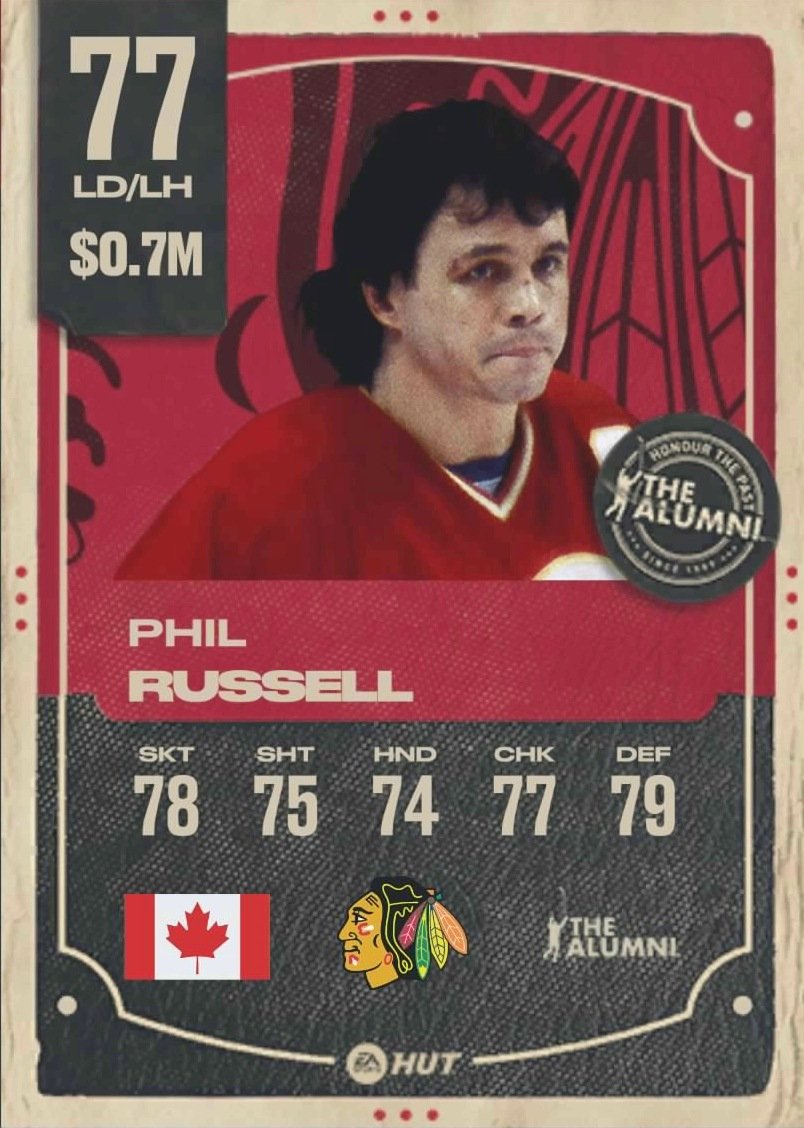 77
LD/LH
$0.7M
HONOUR THE PAST
THE
ALUMNI
PHIL
RUSSELL
SKT SHT HND CHK DEF
78 75 74 77 79
THE
ALUMNI
EA
HUT